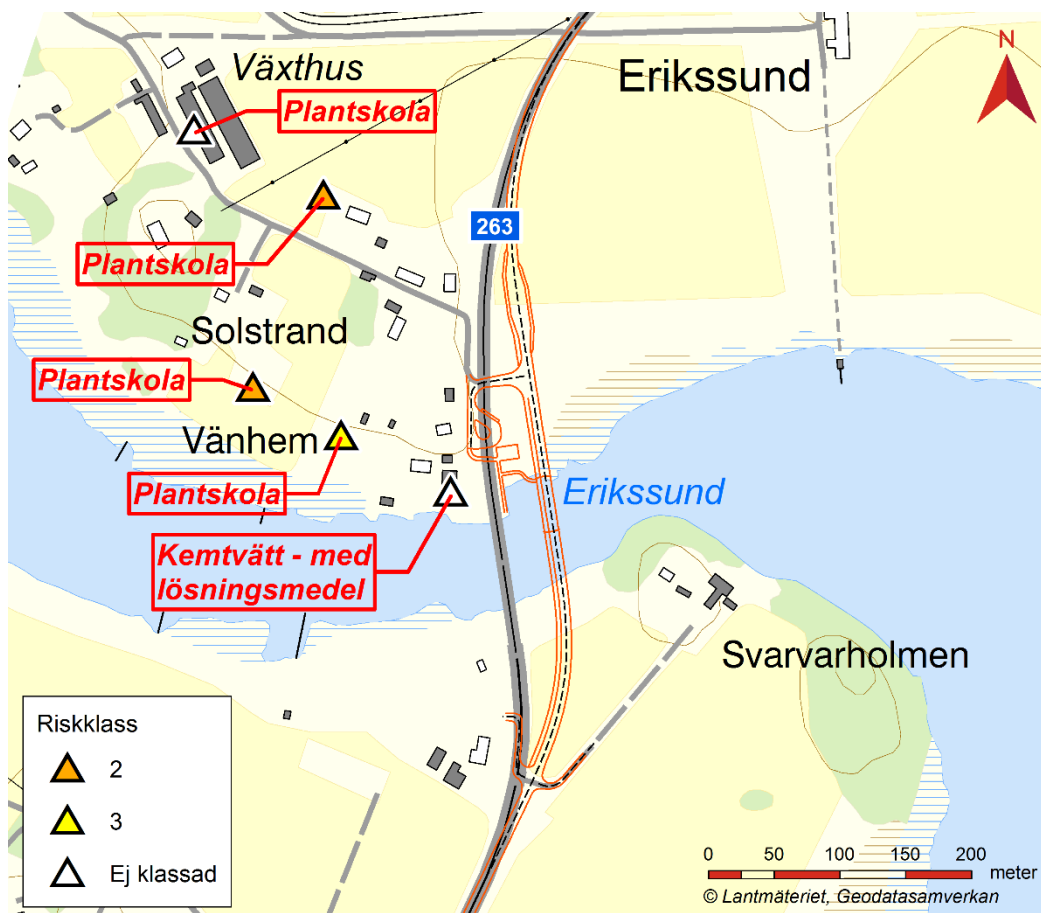 Växthus
Plantskola
Erikssund
N
263
Plantskola
Solstrand
Plantskola
Vänhem
Plantskola
Erikssund
Kemtvätt - med
lösningsmedel
Svarvarholmen
Riskklass
2
3
Ej klassad
0 50 100 150 200
meter
© Lantmäteriet, Geodatasamverkan